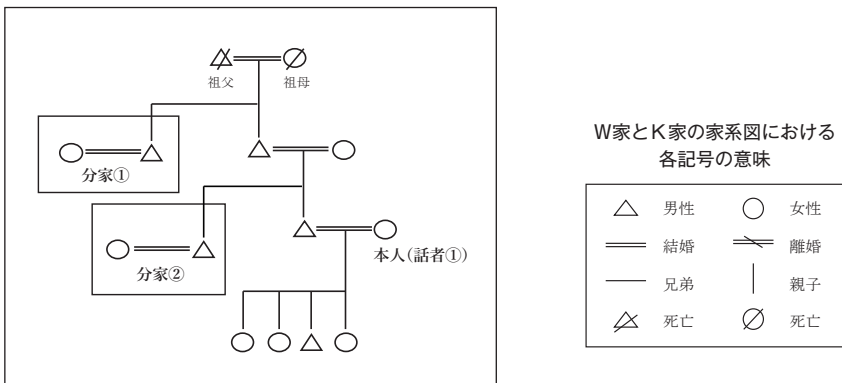 祖父
祖母
分家①
分家②
本人(話者①)
W家とK家の家系図における
各記号の意味
男性
女性
結婚
離婚
兄弟
親子
死亡
死亡